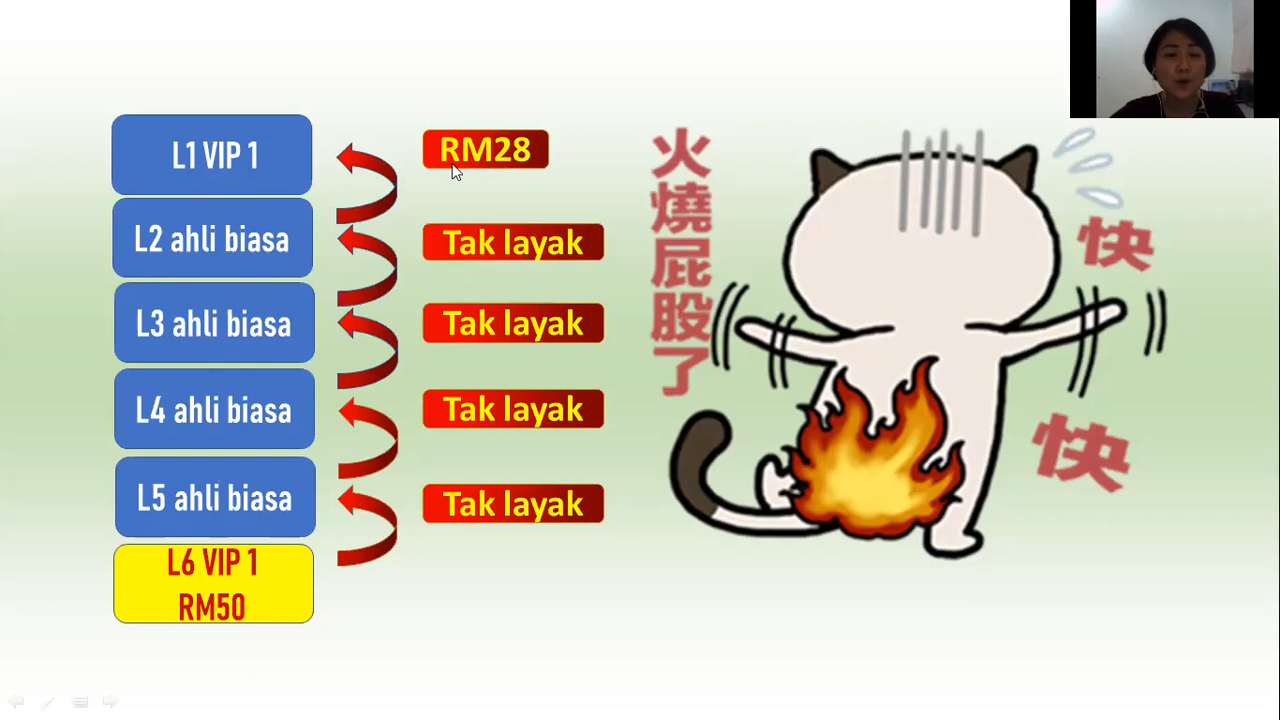 L1 VIP 1
RM28
L2 ahli biasa
Tak layak
L3 ahli biasa
Tak layak
L4 ahli biasa
Tak layak
L5 ahli biasa
Tak layak
L6 VIP 1
RM50
火燒屁股了
快
快